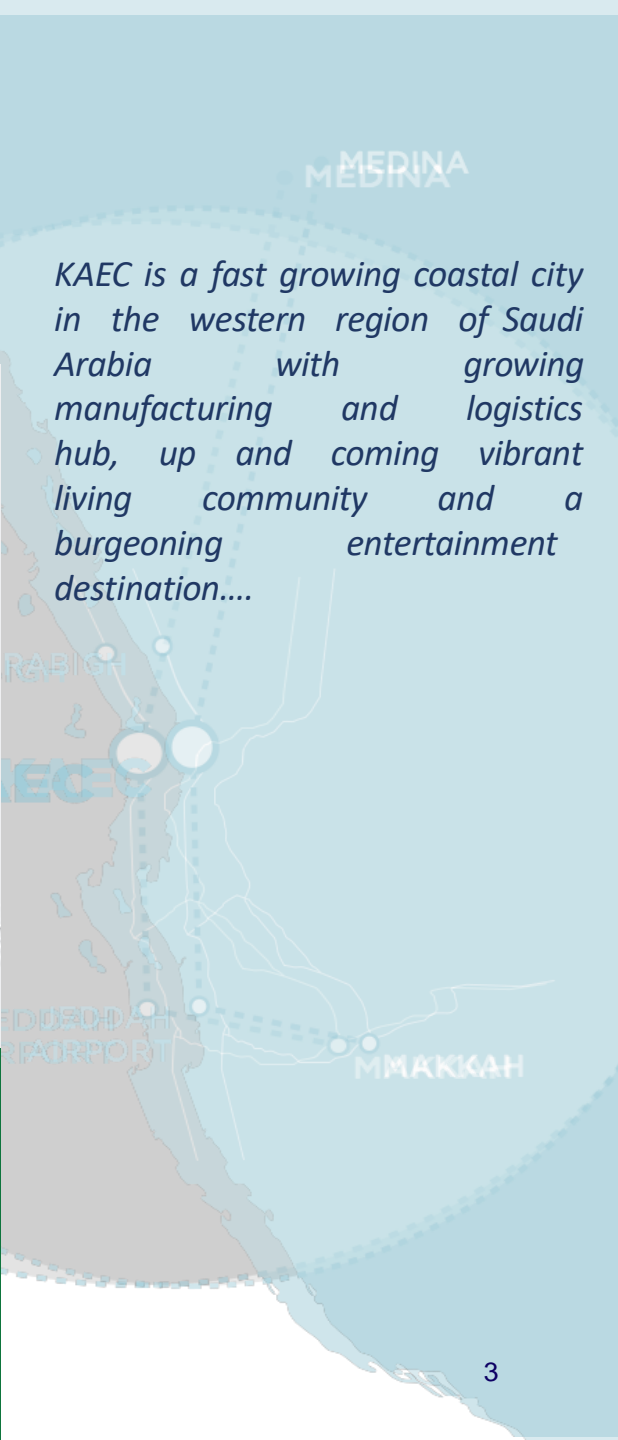 MEDINA
MEDINA
KAEC is a fast growing coastal city
in the western region of Saudi
Arabia with growing
manufacturing and logistics
hub, up and coming vibrant
living community and a
burgeoning entertainment
destination....
RABIGH
KAEC
JEDDAH
AIRPORT
MAKKAH
3